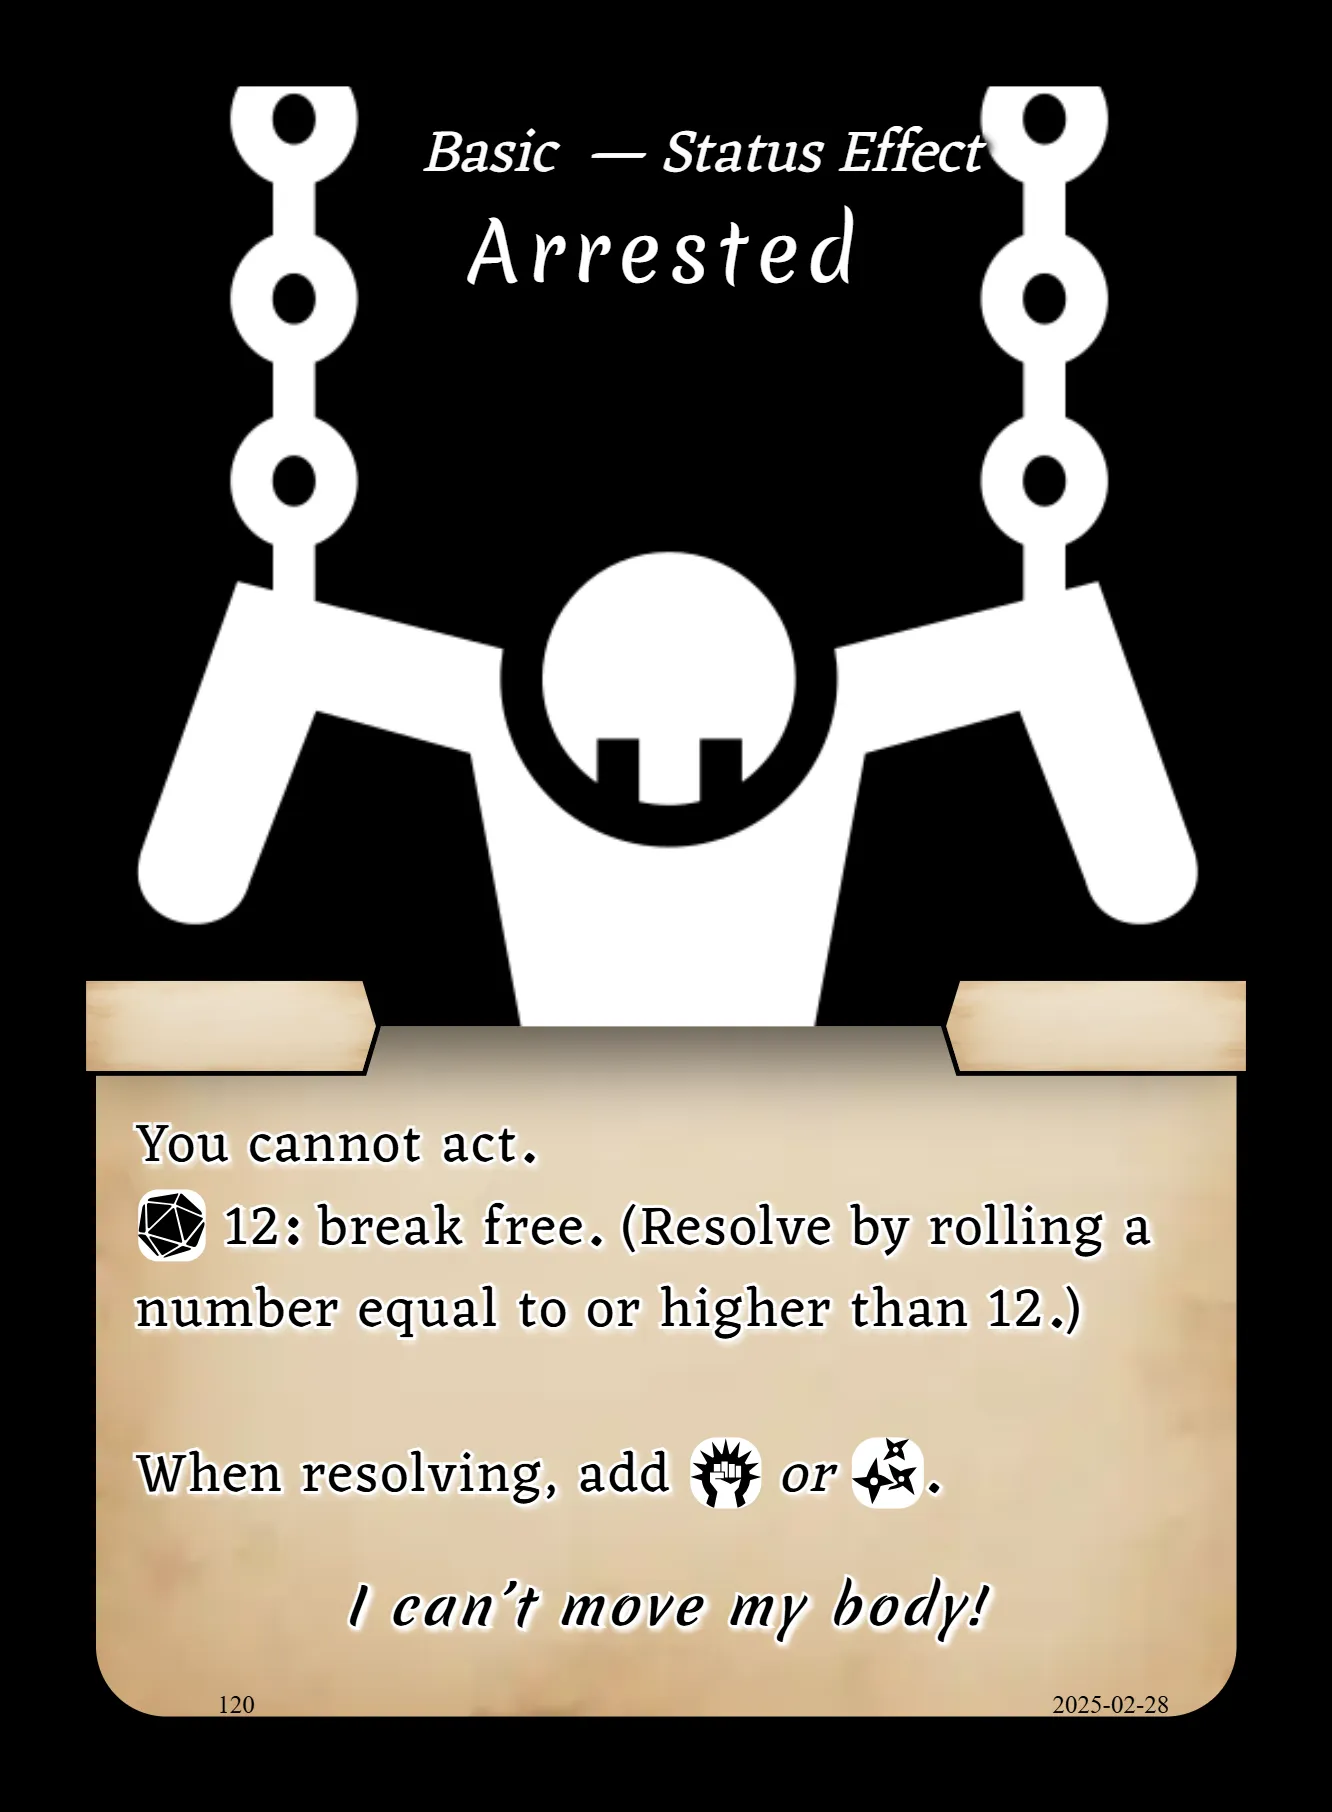 Basic — Status Effect
Arrested
You cannot act.
12: break free. (Resolve by rolling a
number equal to or higher than 12.)
When resolving, add or .
I can’t move my body!
120
2025-02-28